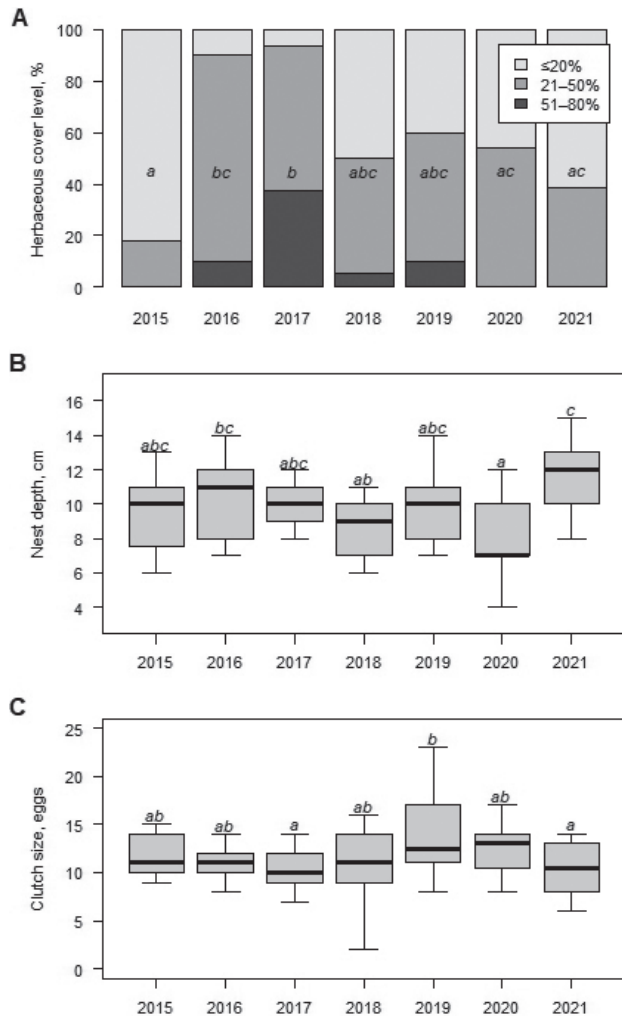 A
Herbaceous cover level, %
100
80
60
40
20
0
≤20%
21–50%
51–80%
a
bc
b
abc
abc
ac
ac
2015 2016 2017 2018 2019 2020 2021
B
Nest depth, cm
16
14
12
10
8
6
4
abc
bc
abc
ab
abc
a
c
2015 2016 2017 2018 2019 2020 2021
C
Clutch size, eggs
25
20
15
10
5
0
ab
ab
a
ab
b
ab
a
2015 2016 2017 2018 2019 2020 2021